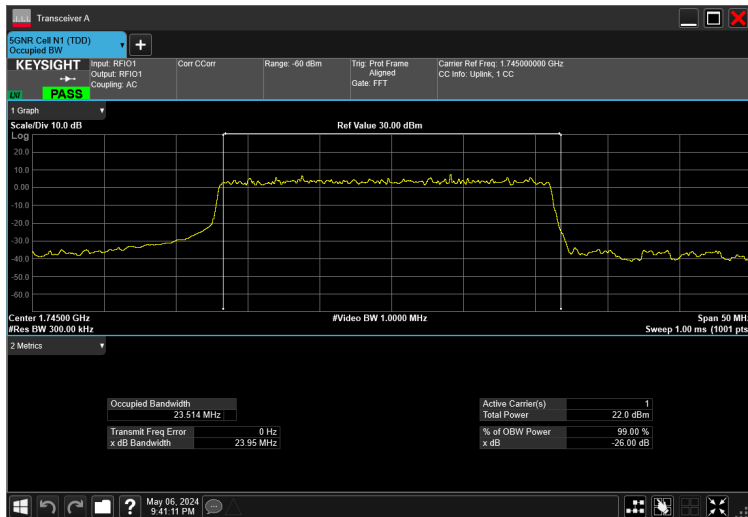 Transceiver A
5GNR Cell N1 (TDD)
Occupied BW
KEYSIGHT
LXI
PASS
Input: RFIO1
Output: RFIO1
Coupling: AC
Corr CCorr
Range: -60 dBm
Trig: Prot Frame
Aligned
Gate: FFT
Carrier Ref Freq: 1.745000000 GHz
CC Info: Uplink, 1 CC
1 Graph
Scale/Div 10.0 dB
Ref Value 30.00 dBm
Log
20.0
10.0
0.00
-10.0
-20.0
-30.0
-40.0
-50.0
-60.0
Center 1.74500 GHz
#Video BW 1.0000 MHz
Span 50 MHz
#Res BW 300.00 kHz
Sweep 1.00 ms (1001 pts
2 Metrics
Occupied Bandwidth
23.514 MHz
Transmit Freq Error 0 Hz
x dB Bandwidth 23.95 MHz
Active Carrier(s) 1
Total Power 22.0 dBm
% of OBW Power 99.00 %
x dB -26.00 dB
May 06, 2024
9:41:11 PM